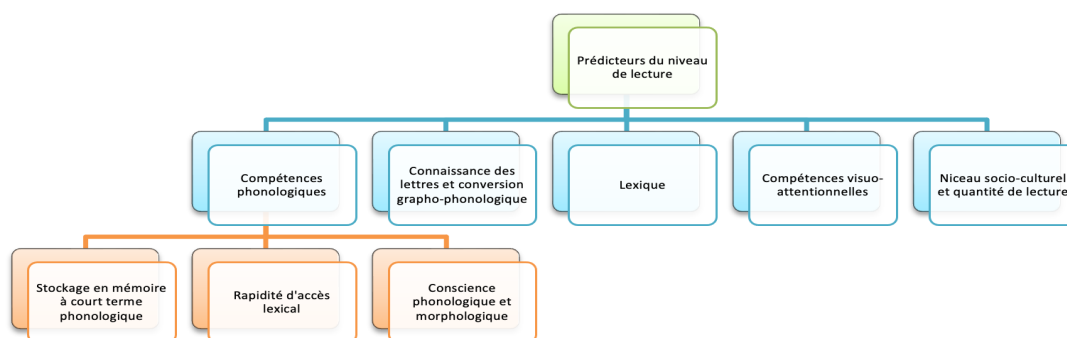 Prédicteurs du niveau
de lecture
Compétences
phonologiques
Connaissance des
lettres et conversion
grapho-phonologique
Lexique
Compétences visuo-
attentionnelles
Niceau socio-culturel
et quantité de lecture
Stockage en mémoire
à court terme
phonologique
Rapidité d'accès
lexical
Conscience
phonologique et
morphologique